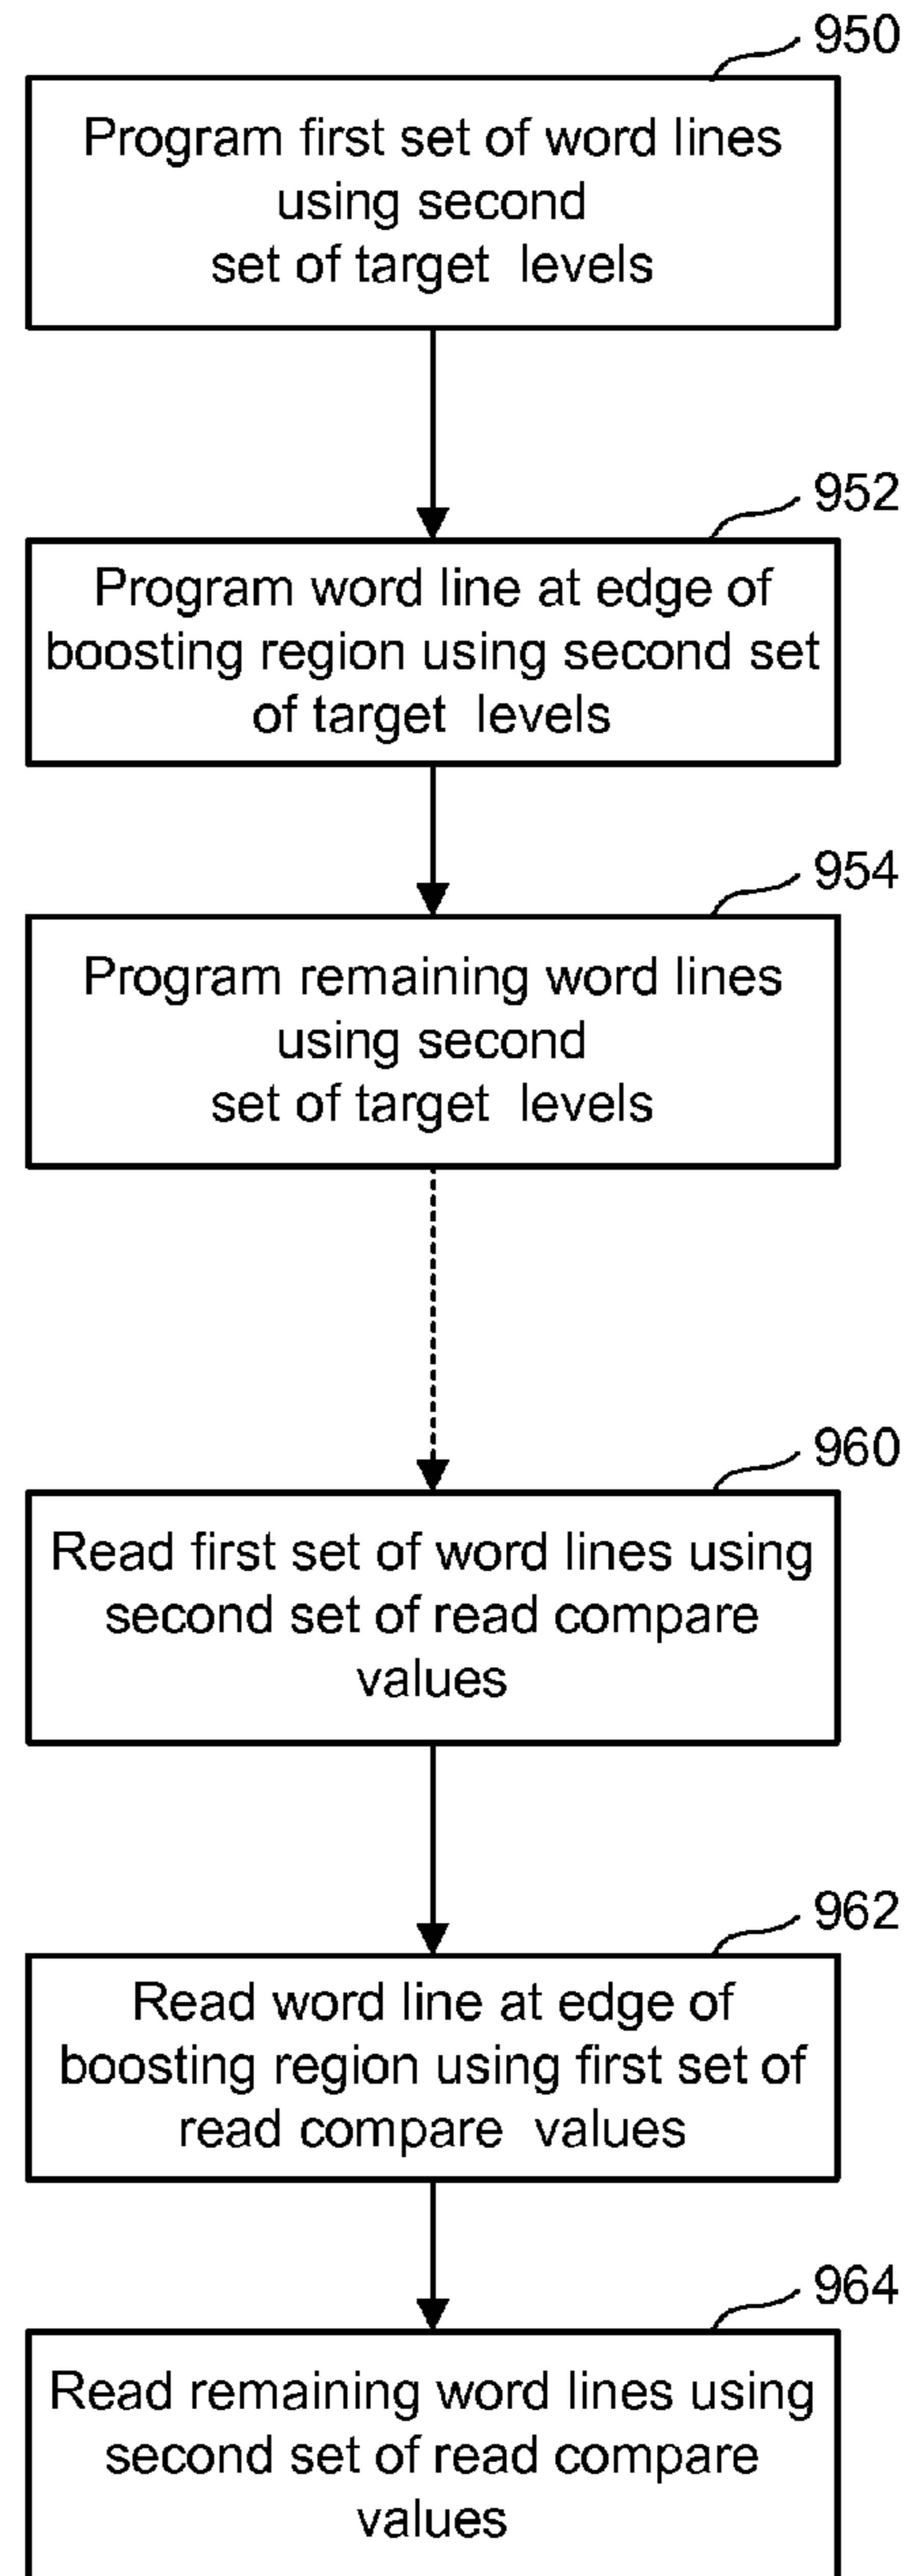 950
Program first set of word lines
using second
set of target levels
952
Program word line at edge of
boosting region using second set
of target levels
954
Program remaining word lines
using second
set of target levels
960
Read first set of word lines using
second set of read compare
values
962
Read word line at edge of
boosting region using first set of
read compare values
964
Read remaining word lines using
second set of read compare
values